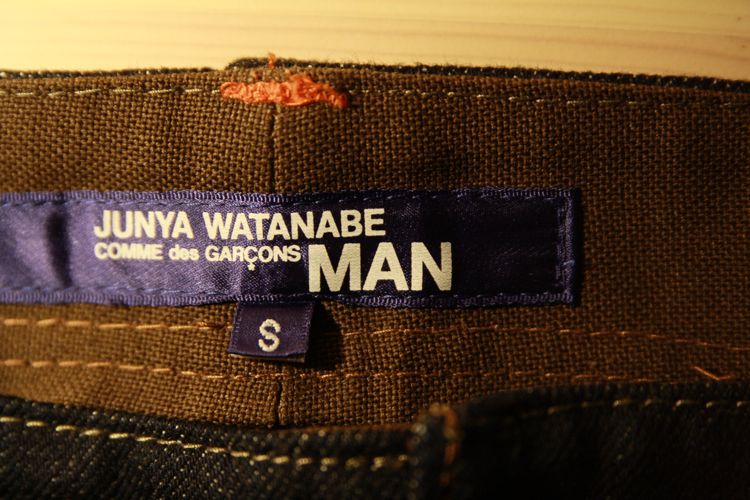 JUNYA WATANABE
COMME des GARÇONS MAN
S